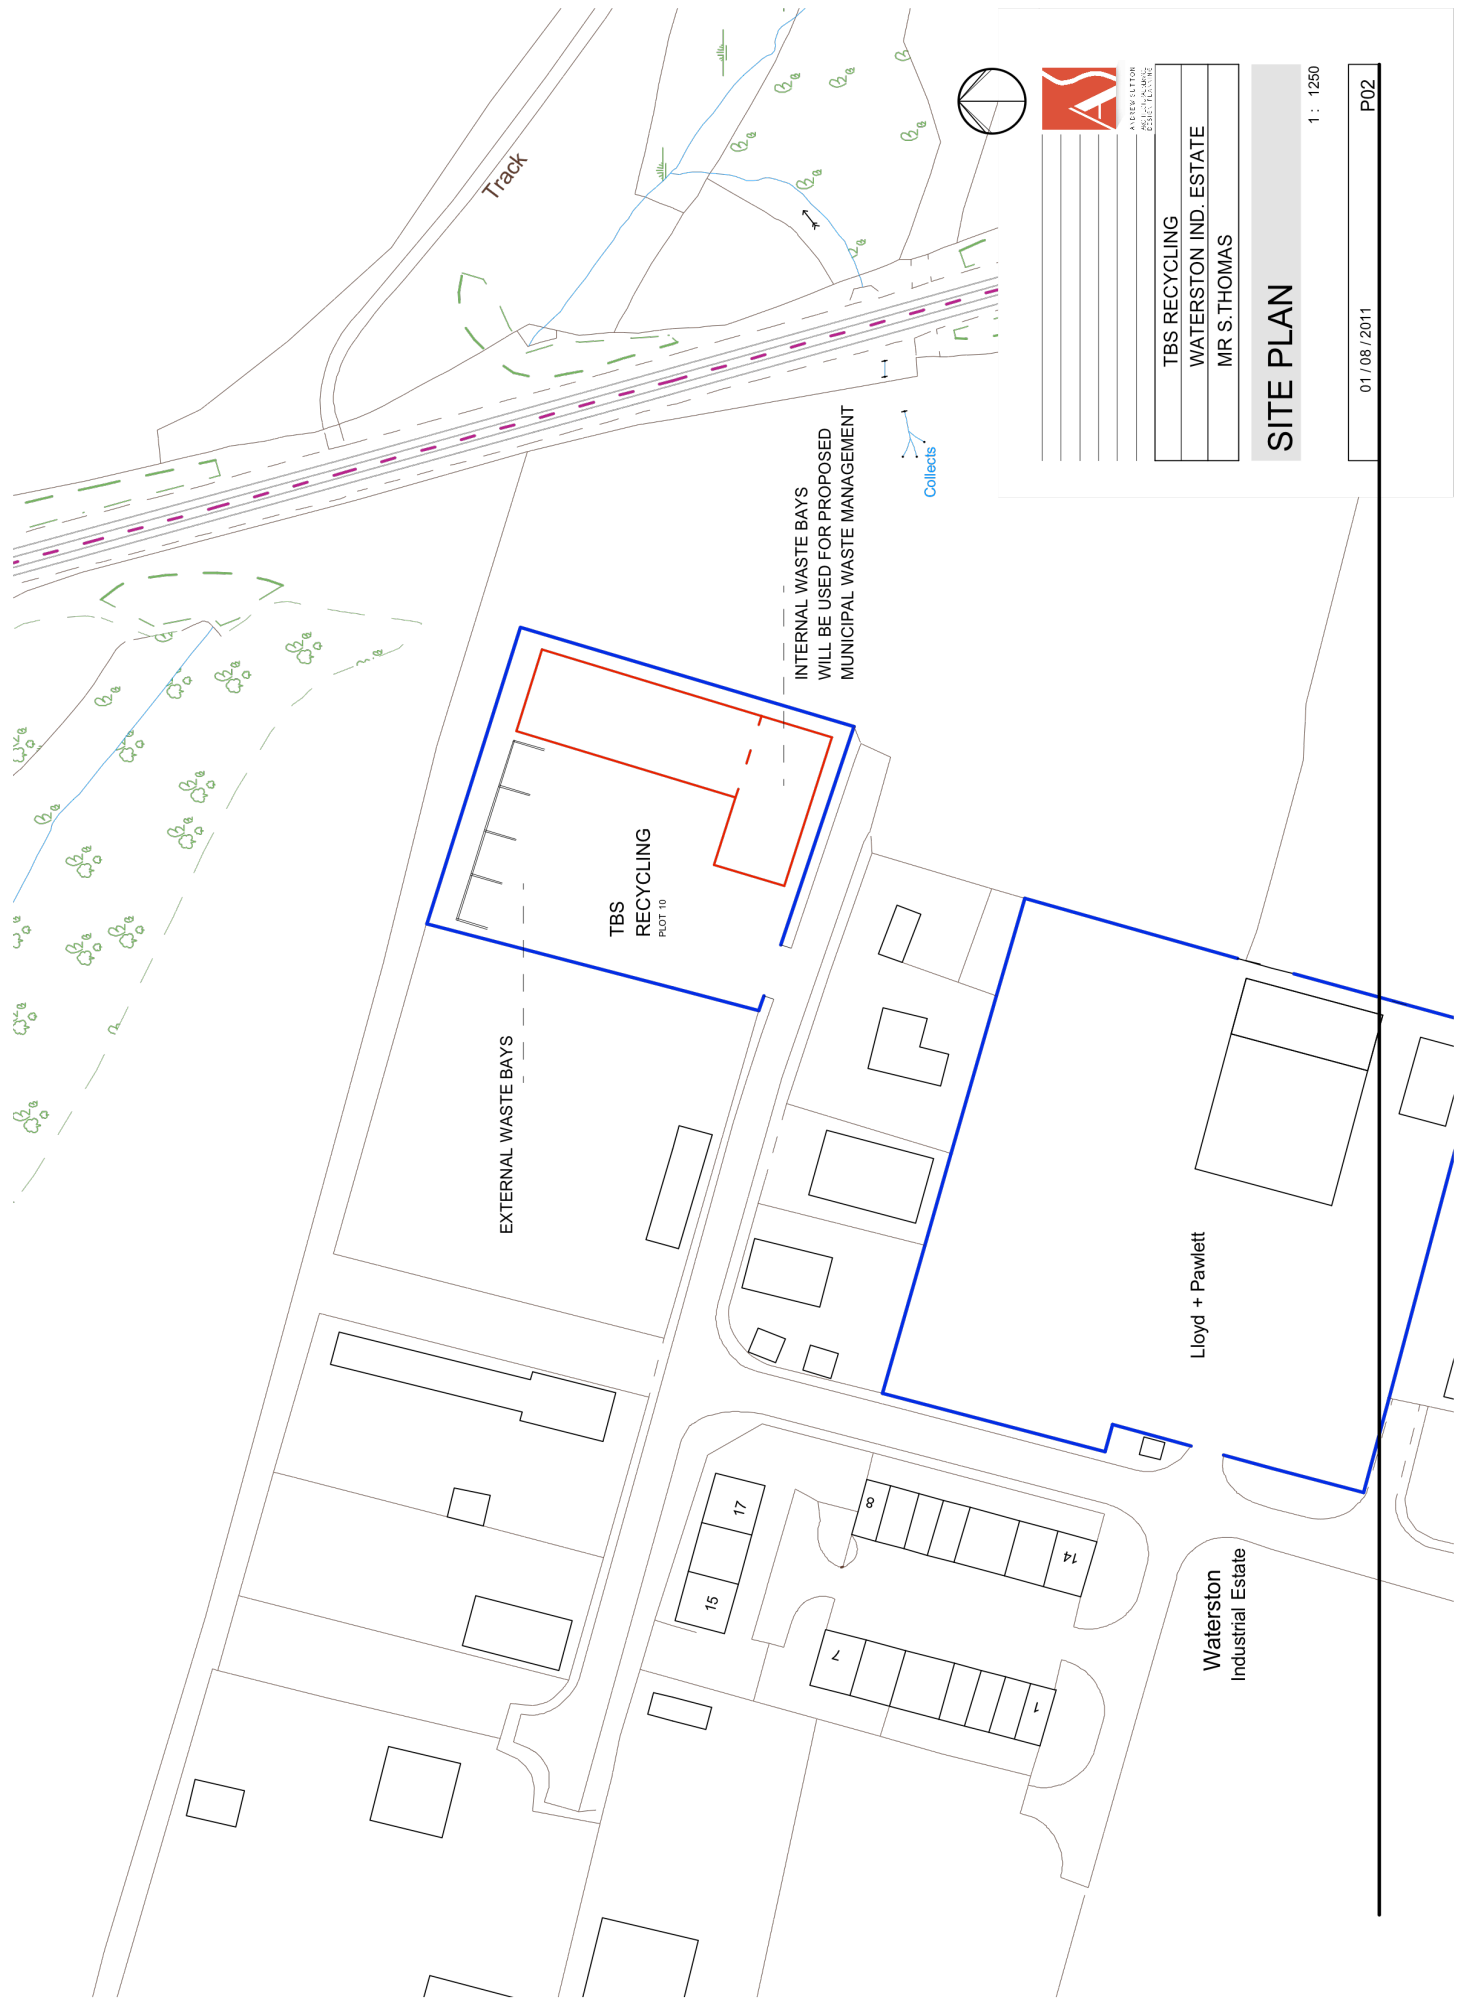 Track
INTERNAL WASTE BAYS
WILL BE USED FOR PROPOSED
MUNICIPAL WASTE MANAGEMENT
Collects
TBS
RECYCLING
PLOT 10
EXTERNAL WASTE BAYS
Lloyd + Pawlett
17
15
8
14
7
1
Waterston
Industrial Estate
ANDREW SUTTON
TBS RECYCLING
WATERSTON IND. ESTATE
MR S.THOMAS
SITE PLAN
1 : 1250
01 / 08 / 2011
P02